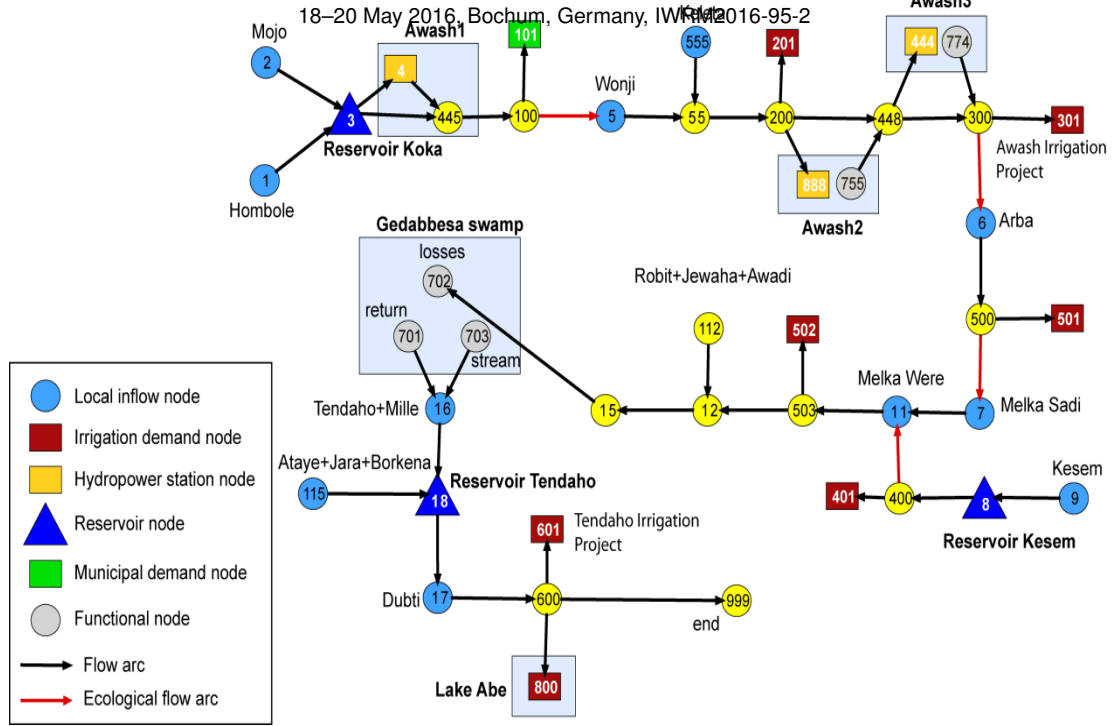 18–20 May 2016, Bochum, Germany, IWRM2016-95-2
Awash3
Mojo
Awash1
101
555
201
444
774
2
4
Wonji
3
445
100
5
55
200
448
300
301
Reservoir Koka
Awash Irrigation
Project
1
888
755
Hombole
Awash2
6
Arba
Gedabbesa swamp
losses
702
Robit+Jewaha+Awadi
return
701
703
stream
112
502
500
501
Melka Were
Tendaho+Mille
16
15
12
503
11
7
Melka Sadi
Ataye+Jara+Borkena
115
Reservoir Tendaho
18
401
400
8
Kesem
9
Reservoir Kesem
601
Tendaho Irrigation
Project
Dubti
17
600
999
end
Lake Abe
800
Local inflow node
Irrigation demand node
Hydropower station node
Reservoir node
Municipal demand node
Functional node
Flow arc
Ecological flow arc